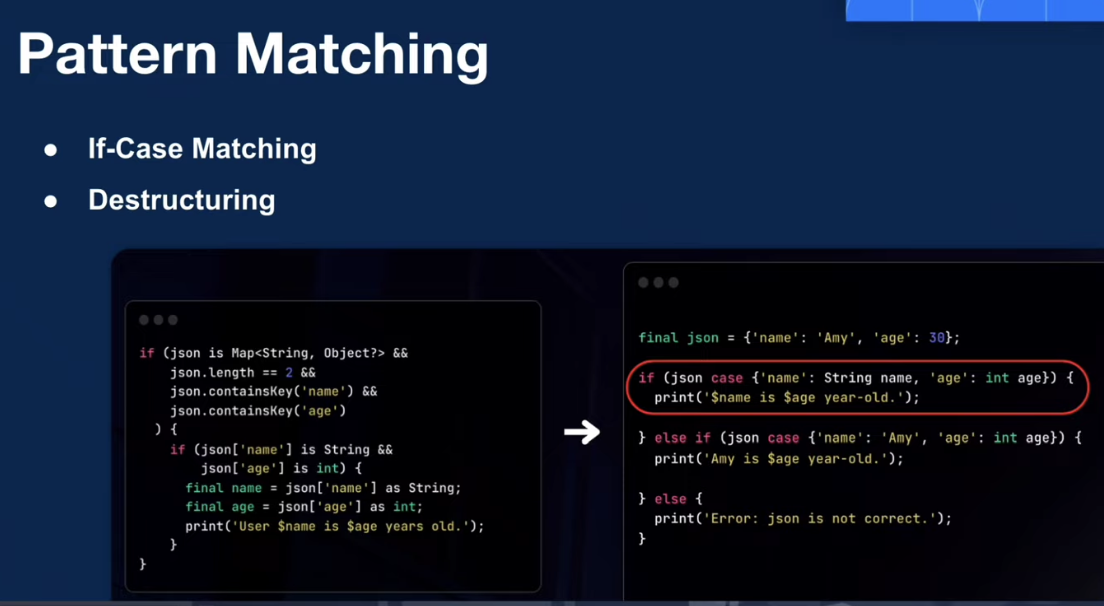 Pattern Matching
● If-Case Matching
● Destructuring
if (json is Map<String, Object?> &&
json.length == 2 &&
json.containsKey('name') &&
json.containsKey('age')
) {
if (json['name'] is String &&
json['age'] is int) {
final name = json['name'] as String;
final age = json['age'] as int;
print('User $name is $age years old.');
}
}
final json = {'name': 'Any', 'age': 30};
if (json case {'name': String name, 'age': int age}) {
print('$name is $age year-old.');
} else if (json case {'name': 'Amy', 'age': int age}) {
print('Amy is $age year-old.');
} else {
print('Error: json is not correct.');
}